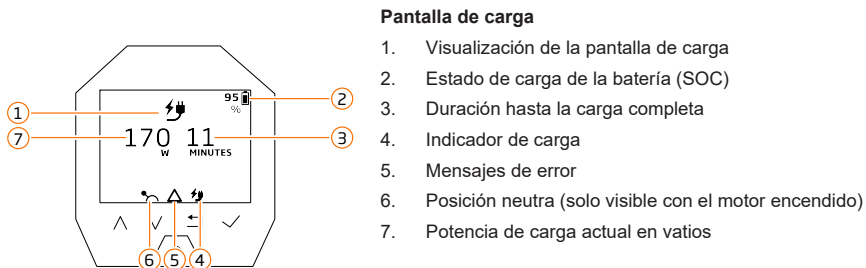 Pantalla de carga
1. Visualización de la pantalla de carga
2. Estado de carga de la batería (SOC)
3. Duración hasta la carga completa
4. Indicador de carga
5. Mensajes de error
6. Posición neutra (solo visible con el motor encendido)
7. Potencia de carga actual en vatios
95
%
1
2
7
170 W
11 MINUTES
3
6
5
4